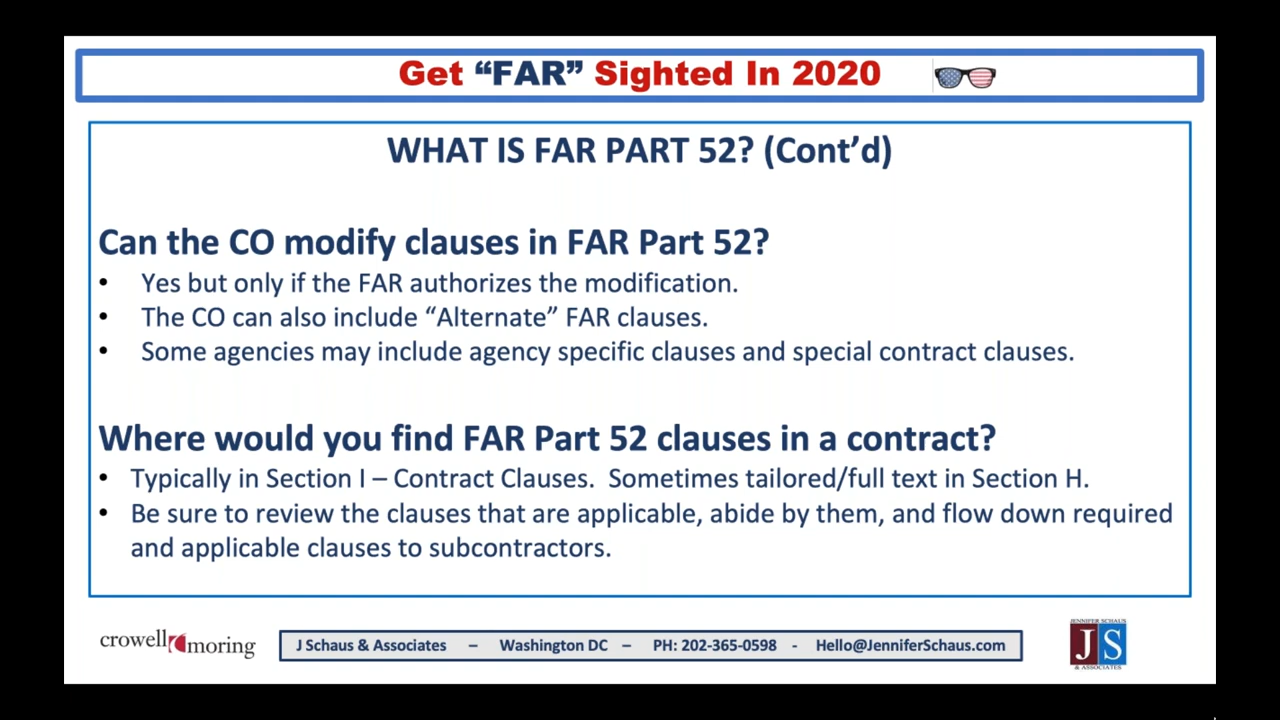 Get “FAR” Sighted In 2020
WHAT IS FAR PART 52? (Cont’d)
Can the CO modify clauses in FAR Part 52?
• Yes but only if the FAR authorizes the modification.
• The CO can also include “Alternate” FAR clauses.
• Some agencies may include agency specific clauses and special contract clauses.
Where would you find FAR Part 52 clauses in a contract?
• Typically in Section I – Contract Clauses.  Sometimes tailored/full text in Section H.
• Be sure to review the clauses that are applicable, abide by them, and flow down required
and applicable clauses to subcontractors.
crowell moring
J Schaus & Associates – Washington DC – PH: 202-365-0598 - Hello@JenniferSchaus.com
JENNIFER SCHAUS
JS
& ASSOCIATES